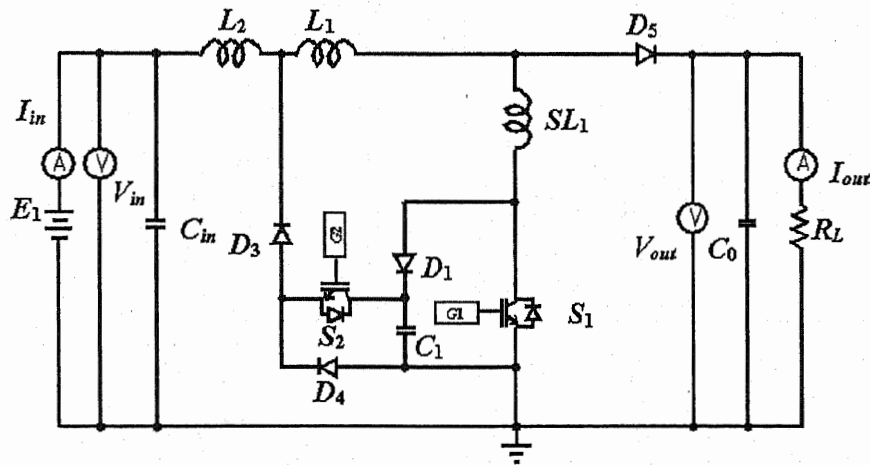 L2 L1 D5
Iin
A V A
SL1
Vin Iout
E1
V
Cin D3 G2 D1 Vout C0 RL
G1 S1
S2 C1
D4